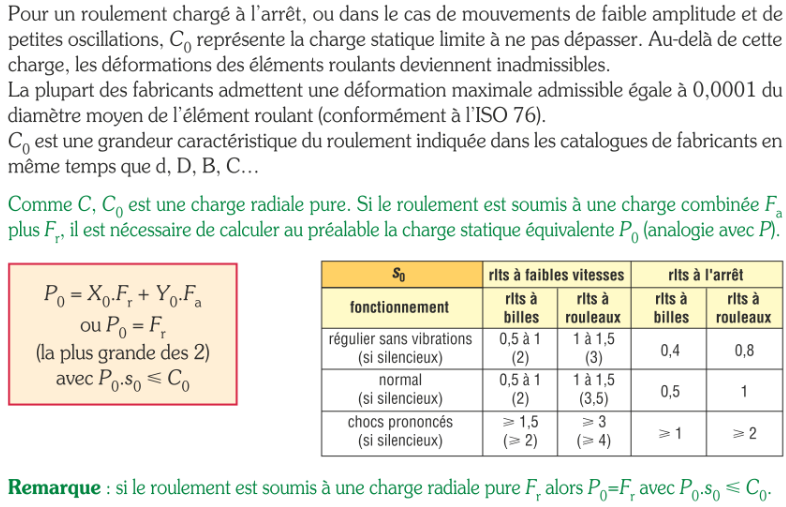 Pour un roulement chargé à l'arrêt, ou dans le cas de mouvements de faible amplitude et de
petites oscillations, C₀ représente la charge statique limite à ne pas dépasser. Au-delà de cette
charge, les déformations des éléments roulants deviennent inadmissibles.
La plupart des fabricants admettent une déformation maximale admissible égale à 0,0001 du
diamètre moyen de l'élément roulant (conformément à l'ISO 76).
C₀ est une grandeur caractéristique du roulement indiquée dans les catalogues de fabricants en
même temps que d, D, B, C…
Comme C, C₀ est une charge radiale pure. Si le roulement est soumis à une charge combinée Fₐ
plus Fᵣ, il est nécessaire de calculer au préalable la charge statique équivalente P₀ (analogie avec P).
P₀ = X₀.Fᵣ + Y₀.Fₐ
ou P₀ = Fᵣ
(la plus grande des 2)
avec P₀.s₀ ⩽ C₀
s₀ rlts à faibles vitesses rlts à l'arrêt
fonctionnement rlts à billes rlts à rouleaux rlts à billes rlts à rouleaux
régulier sans vibrations 0,5 à 1 1 à 1,5 0,4 0,8
(si silencieux) (2) (3)
normal 0,5 à 1 1 à 1,5 0,5 1
(si silencieux) (2) (3,5)
chocs prononcés ⩾ 1,5 ⩾ 3 ⩾ 1 ⩾ 2
(si silencieux) (⩾ 2) (⩾ 4)
Remarque : si le roulement est soumis à une charge radiale pure Fᵣ alors P₀=Fᵣ avec P₀.s₀ ⩽ C₀.